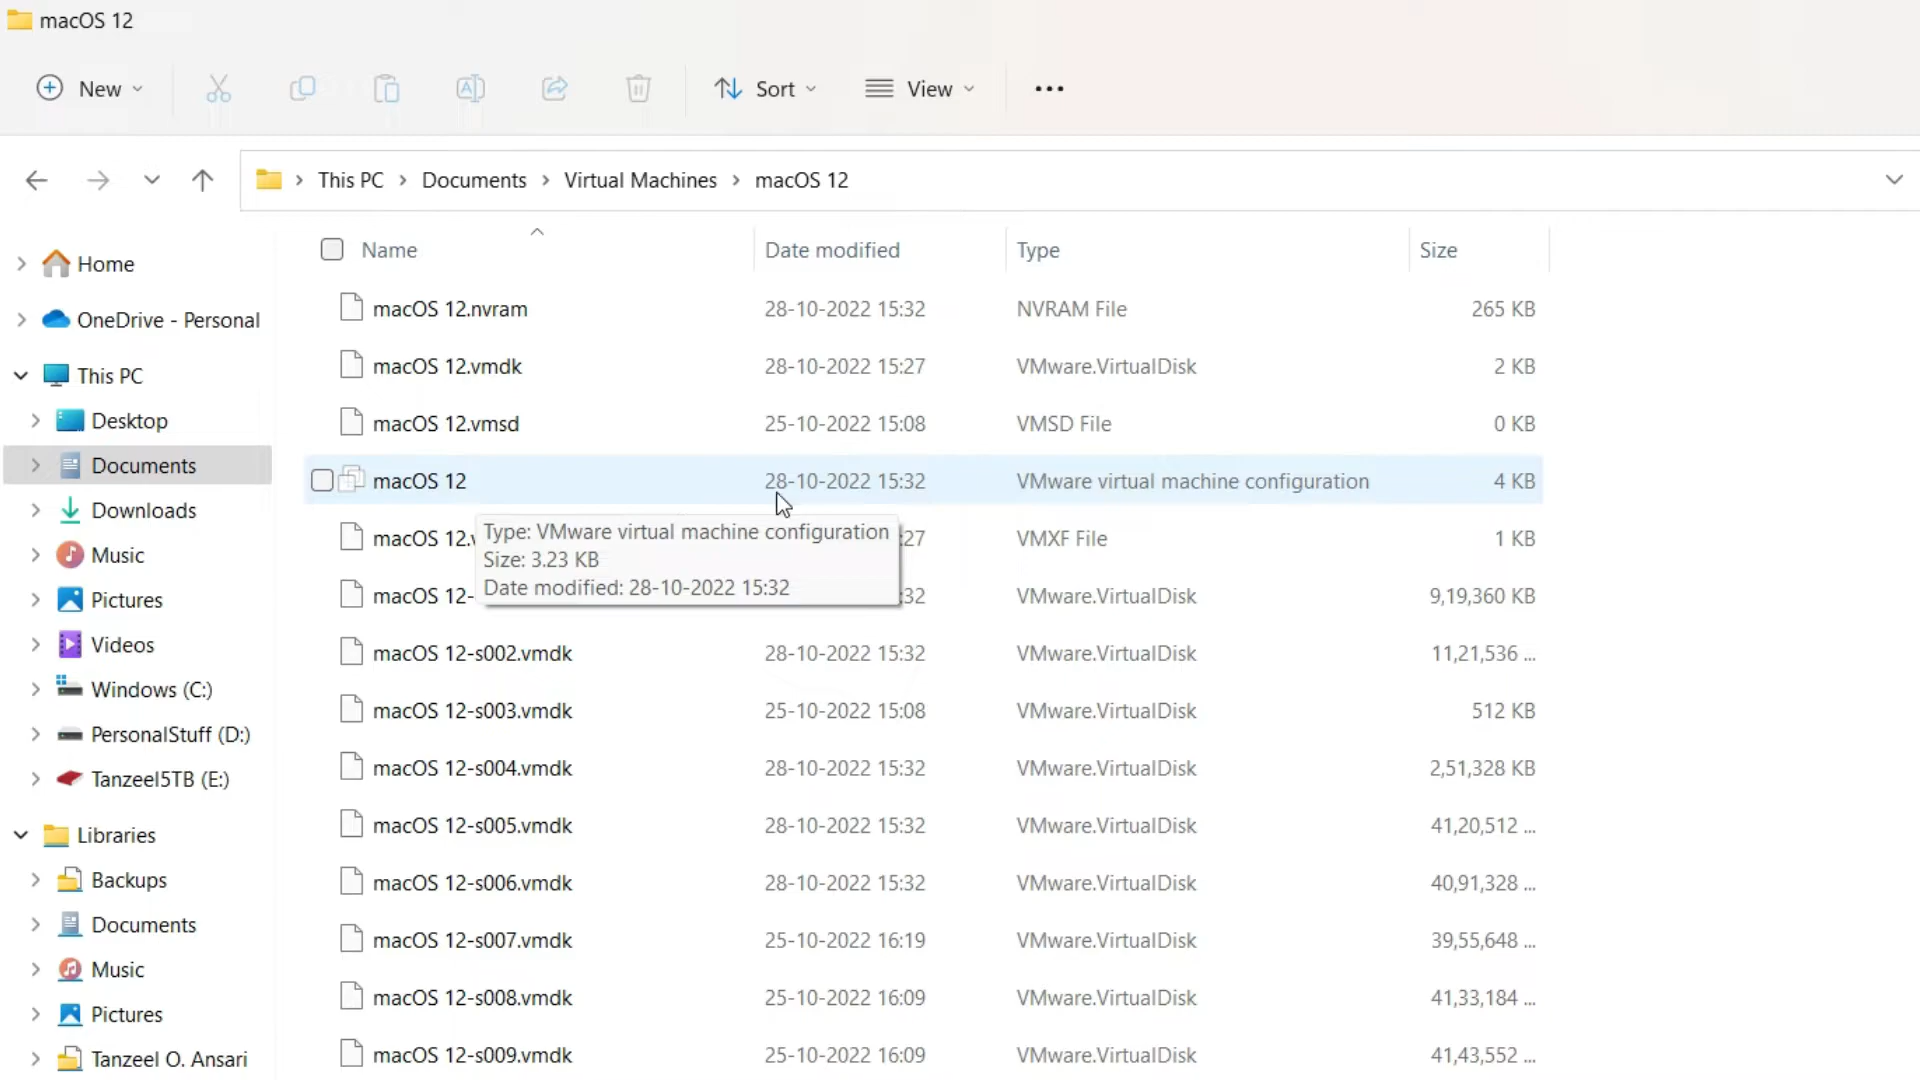 macOS 12
New
Sort
View
This PC
Documents
Virtual Machines
macOS 12
Home
OneDrive - Personal
This PC
Desktop
Documents
Downloads
Music
Pictures
Videos
Windows (C:)
PersonalStuff (D:)
Tanzeel5TB (E:)
Libraries
Backups
Documents
Music
Pictures
Tanzeel O. Ansari
Name Date modified Type Size
macOS 12.nvram 28-10-2022 15:32 NVRAM File 265 KB
macOS 12.vmdk 28-10-2022 15:27 VMware.VirtualDisk 2 KB
macOS 12.vmsd 25-10-2022 15:08 VMSD File 0 KB
macOS 12 28-10-2022 15:32 VMware virtual machine configuration 4 KB
macOS 12.v :27 VMXF File 1 KB
macOS 12- :32 VMware.VirtualDisk 9,19,360 KB
Type: VMware virtual machine configuration
Size: 3.23 KB
Date modified: 28-10-2022 15:32
macOS 12-s002.vmdk 28-10-2022 15:32 VMware.VirtualDisk 11,21,536 ...
macOS 12-s003.vmdk 25-10-2022 15:08 VMware.VirtualDisk 512 KB
macOS 12-s004.vmdk 28-10-2022 15:32 VMware.VirtualDisk 2,51,328 KB
macOS 12-s005.vmdk 28-10-2022 15:32 VMware.VirtualDisk 41,20,512 ...
macOS 12-s006.vmdk 28-10-2022 15:32 VMware.VirtualDisk 40,91,328 ...
macOS 12-s007.vmdk 25-10-2022 16:19 VMware.VirtualDisk 39,55,648 ...
macOS 12-s008.vmdk 25-10-2022 16:09 VMware.VirtualDisk 41,33,184 ...
macOS 12-s009.vmdk 25-10-2022 16:09 VMware.VirtualDisk 41,43,552 ...